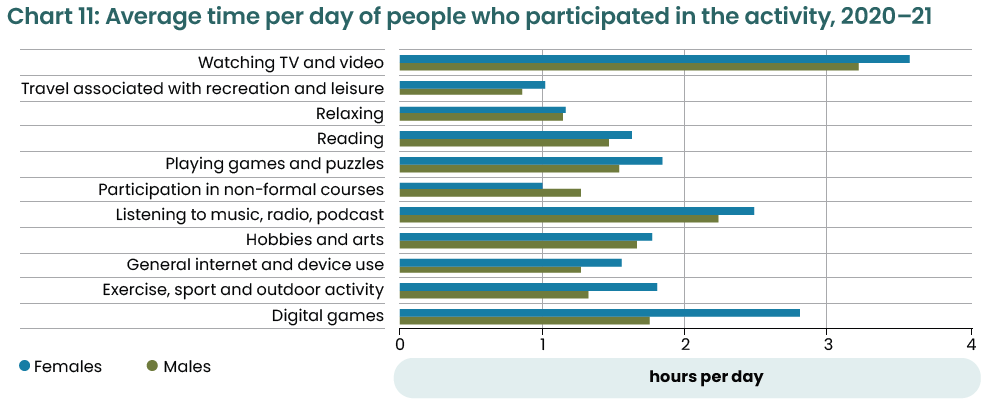 Chart 11: Average time per day of people who participated in the activity, 2020–21
Watching TV and video
Travel associated with recreation and leisure
Relaxing
Reading
Playing games and puzzles
Participation in non-formal courses
Listening to music, radio, podcast
Hobbies and arts
General internet and device use
Exercise, sport and outdoor activity
Digital games
0 1 2 3 4
Females Males
hours per day